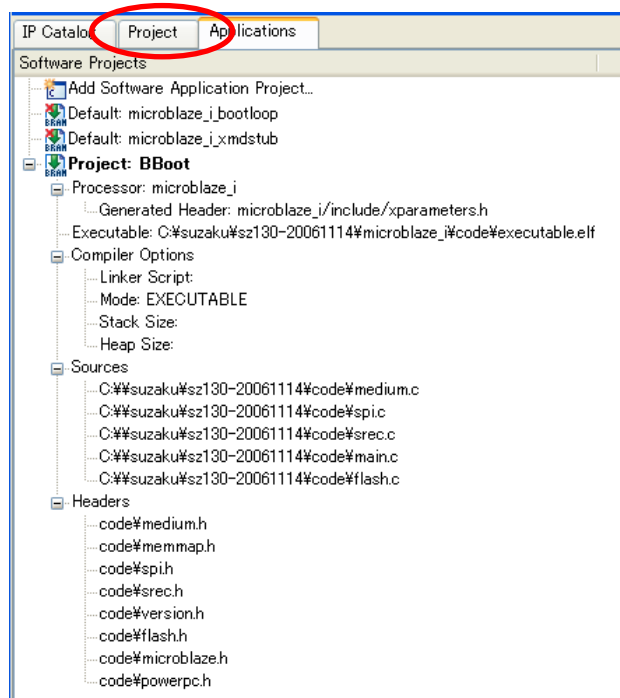 IP Catalog Project Applications
Software Projects
Add Software Application Project...
BRAM Default: microblaze_i_bootloop
BRAM Default: microblaze_i_xmdstub
BRAM Project: BBoot
Processor: microblaze_i
Generated Header: microblaze_i/include/xparameters.h
Executable: C:¥suzaku¥sz130-20061114¥microblaze_i¥code¥executable.elf
Compiler Options
Linker Script:
Mode: EXECUTABLE
Stack Size:
Heap Size:
Sources
C:¥¥suzaku¥sz130-20061114¥code¥medium.c
C:¥¥suzaku¥sz130-20061114¥code¥spi.c
C:¥¥suzaku¥sz130-20061114¥code¥srec.c
C:¥¥suzaku¥sz130-20061114¥code¥main.c
C:¥¥suzaku¥sz130-20061114¥code¥flash.c
Headers
code¥medium.h
code¥memmap.h
code¥spi.h
code¥srec.h
code¥version.h
code¥flash.h
code¥microblaze.h
code¥powerpc.h